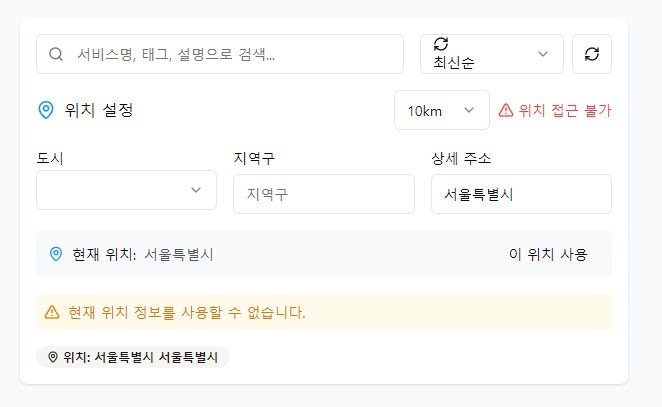 서비스명, 태그, 설명으로 검색...
최신순
위치 설정
10km
위치 접근 불가
도시
지역구
상세 주소
지역구
서울특별시
현재 위치: 서울특별시
이 위치 사용
현재 위치 정보를 사용할 수 없습니다.
위치: 서울특별시 서울특별시